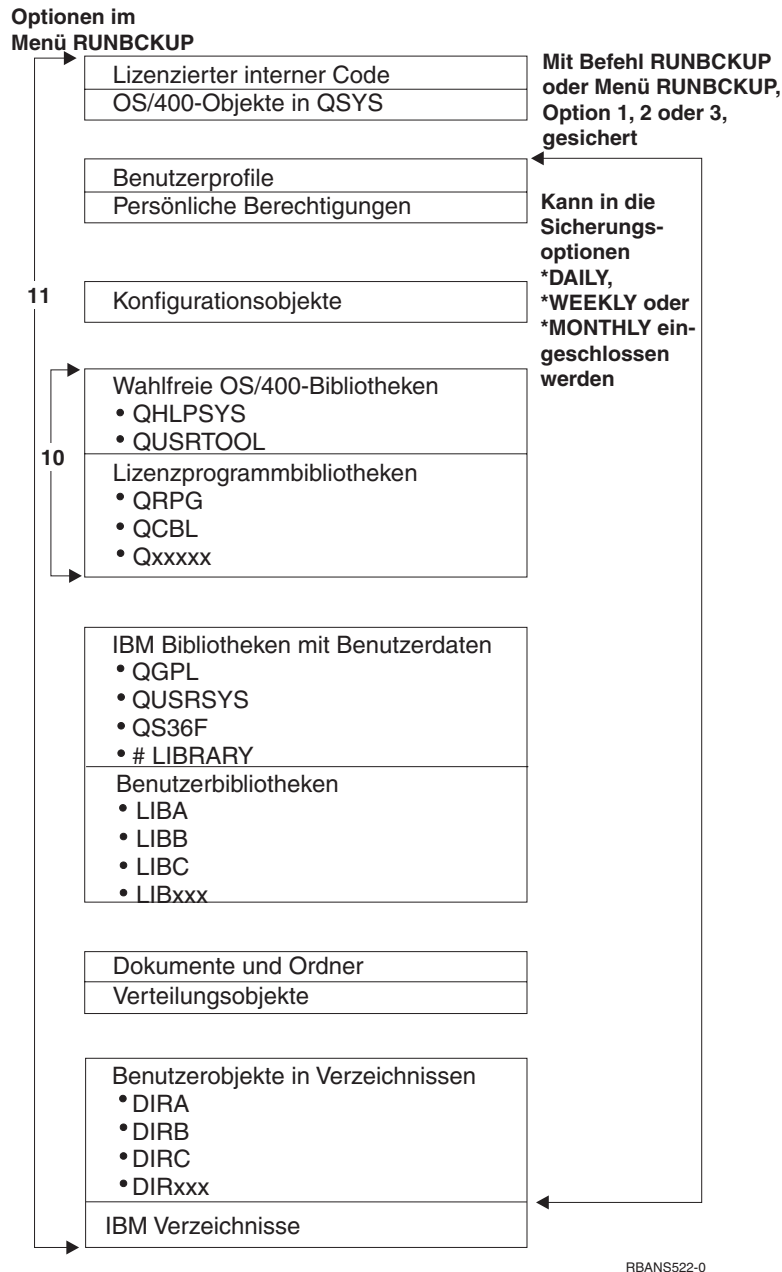 Optionen im
Menü RUNBCKUP
Lizenzierter interner Code
OS/400-Objekte in QSYS
Mit Befehl RUNBCKUP
oder Menü RUNBCKUP,
Option 1, 2 oder 3,
gesichert
Benutzerprofile
Persönliche Berechtigungen
Kann in die
Sicherungs-
optionen
*DAILY,
*WEEKLY oder
*MONTHLY ein-
geschlossen
werden
11
Konfigurationsobjekte
10
Wahlfreie OS/400-Bibliotheken
• QHLPSYS
• QUSRTOOL
Lizenzprogrammbibliotheken
• QRPG
• QCBL
• Qxxxxx
IBM Bibliotheken mit Benutzerdaten
• QGPL
• QUSRSYS
• QS36F
• # LIBRARY
Benutzerbibliotheken
• LIBA
• LIBB
• LIBC
• LIBxxx
Dokumente und Ordner
Verteilungsobjekte
Benutzerobjekte in Verzeichnissen
• DIRA
• DIRB
• DIRC
• DIRxxx
IBM Verzeichnisse
RBANS522-0